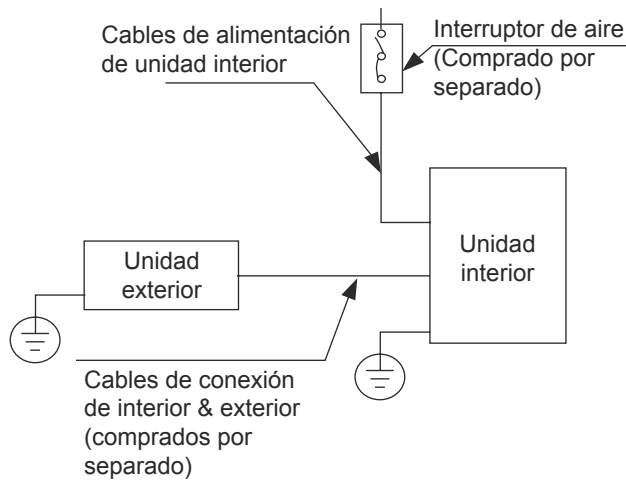 Cables de alimentación
de unidad interior
Interruptor de aire
(Comprado por
separado)
Unidad
interior
Unidad
exterior
Cables de conexión
de interior & exterior
(comprados por
separado)